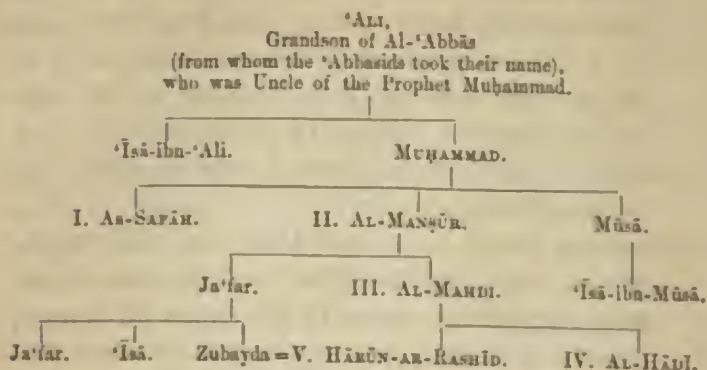 ‘ALI,
Grandson of Al-‘Abbās
(from whom the ‘Abbasids took their name),
who was Uncle of the Prophet Muḥammad.
‘Īsā-ibn-‘Ali. MUḤAMMAD.
I. AS-SAFĀH. II. AL-MANṢŪR. Mūsā.
Ja‘far. III. AL-MAHDI. ‘Īsā-ibn-Mūsā.
Ja‘far. ‘Īsā. Zubayda = V. HĀRŪN-AR-RASHĪD. IV. AL-HĀDĪ.